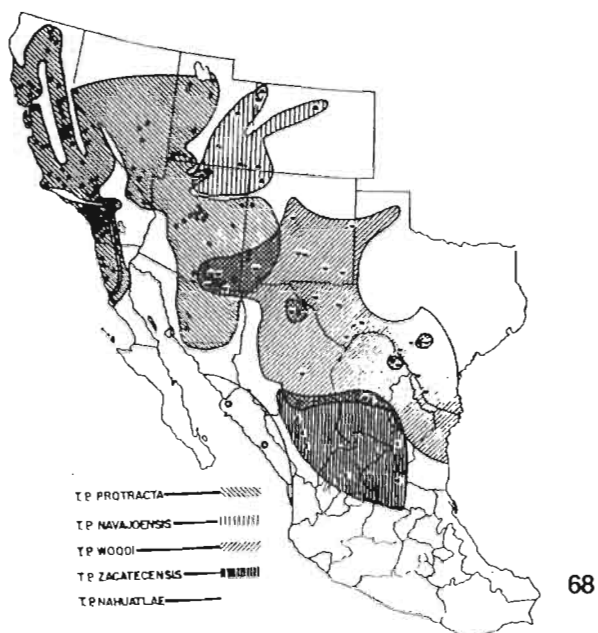 T.P. PROTRACTA
T.P. NAVAJOENSIS
T.P. WOODI
T.P. ZACATECENSIS
T.P. NAHUATLAE
68